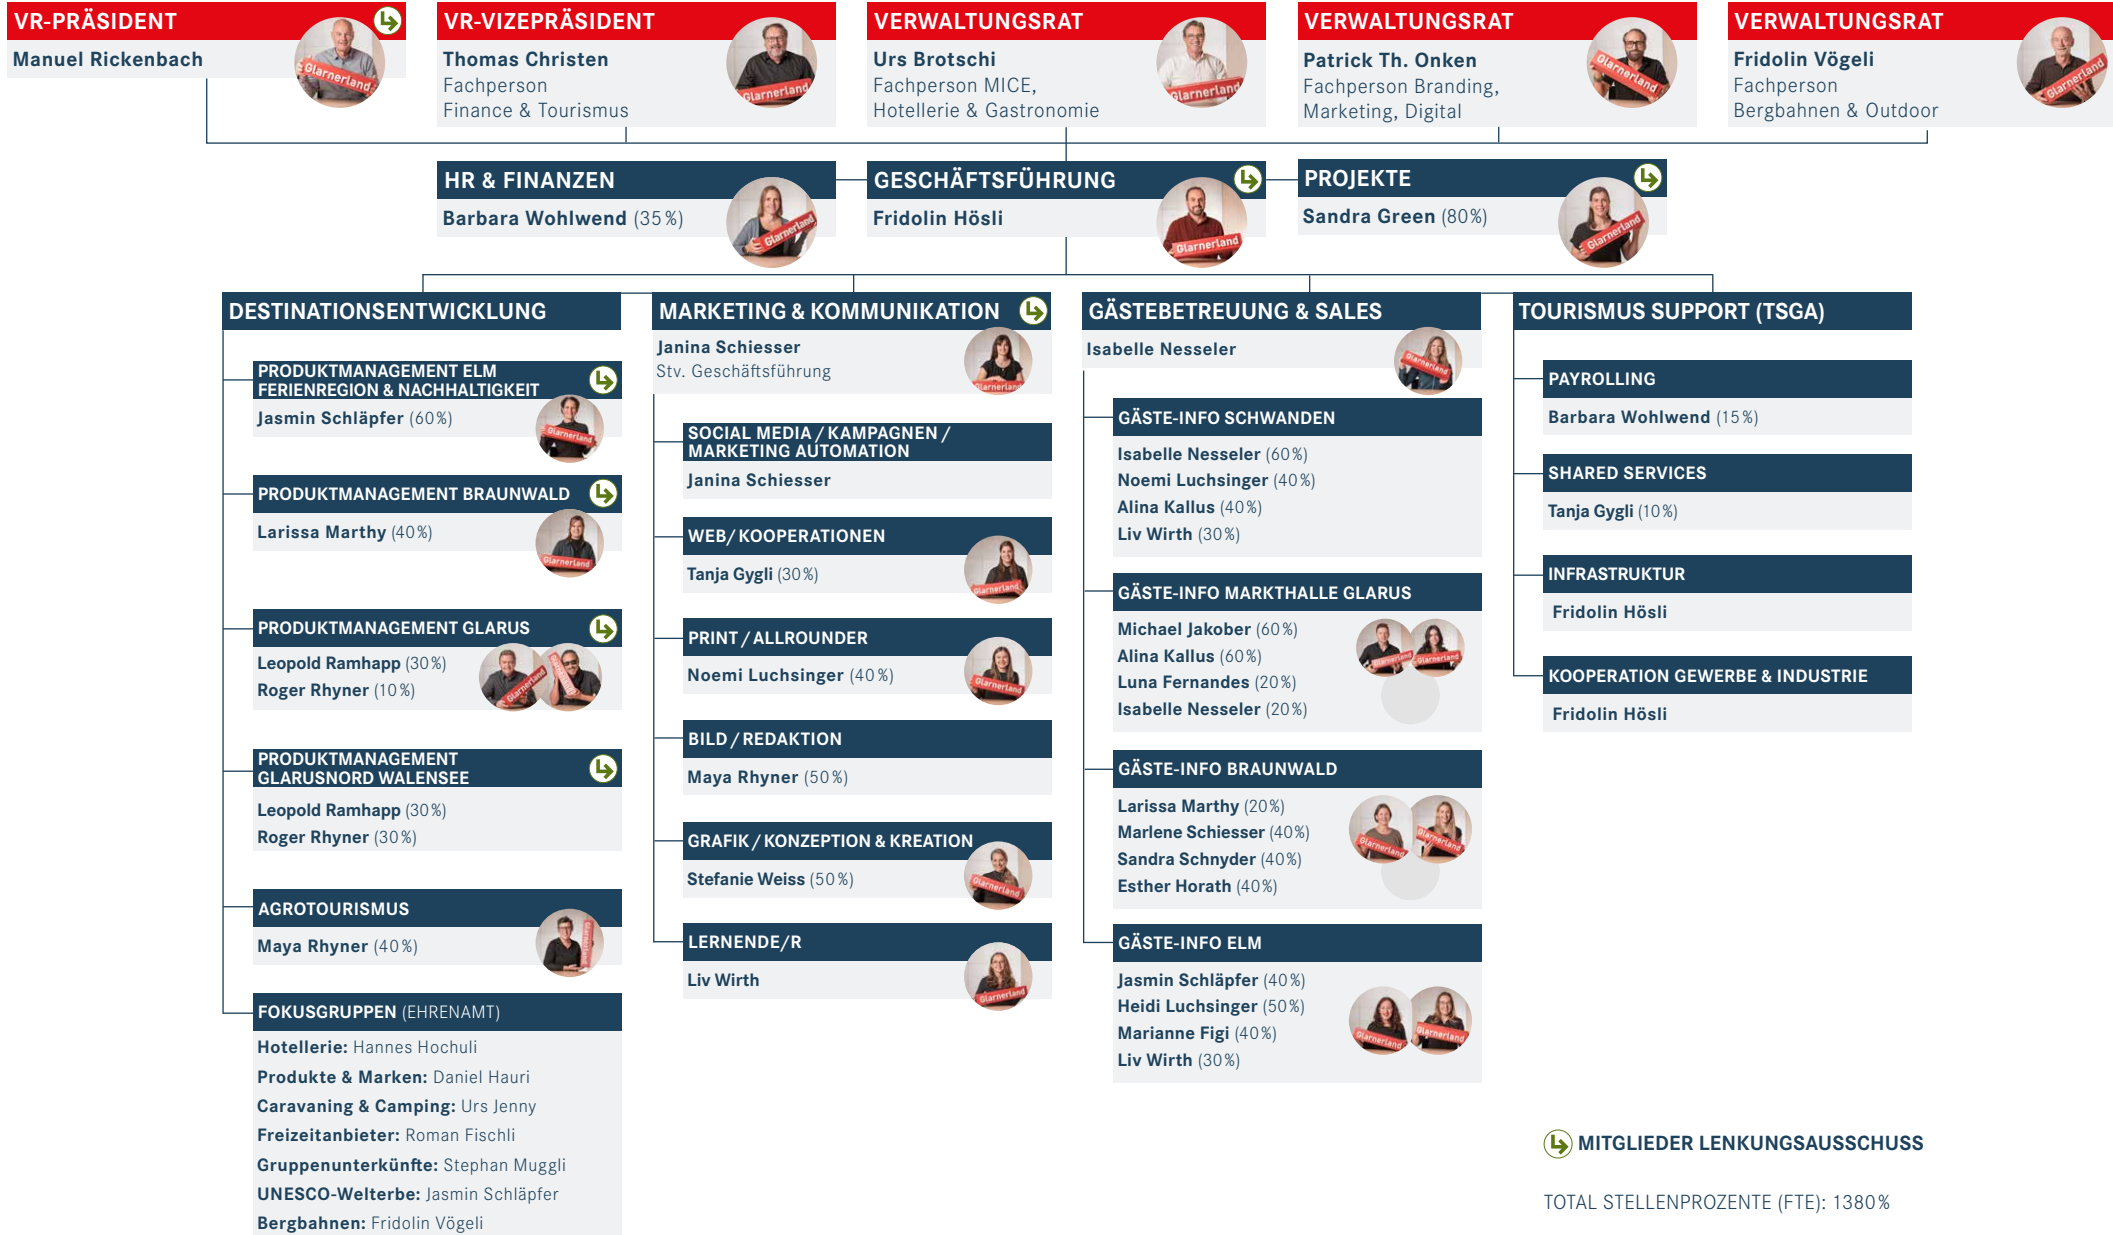 VR-PRÄSIDENT
Manuel Rickenbach
VR-VIZEPRÄSIDENT
Thomas Christen
Fachperson
Finance & Tourismus
VERWALTUNGSRAT
Urs Brotschi
Fachperson MICE,
Hotellerie & Gastronomie
VERWALTUNGSRAT
Patrick Th. Onken
Fachperson Branding,
Marketing, Digital
VERWALTUNGSRAT
Fridolin Vögeli
Fachperson
Bergbahnen & Outdoor
HR & FINANZEN
Barbara Wohlwend (35%)
GESCHÄFTSFÜHRUNG
Fridolin Hösli
PROJEKTE
Sandra Green (80%)
DESTINATIONSENTWICKLUNG
PRODUKTMANAGEMENT ELM
FERIENREGION & NACHHALTIGKEIT
Jasmin Schläpfer (60%)
PRODUKTMANAGEMENT BRAUNWALD
Larissa Marthy (40%)
PRODUKTMANAGEMENT GLARUS
Leopold Ramhapp (30%)
Roger Rhyner (10%)
PRODUKTMANAGEMENT
GLARUSNORD WALENSEE
Leopold Ramhapp (30%)
Roger Rhyner (30%)
AGROTOURISMUS
Maya Rhyner (40%)
FOKUSGRUPPEN (EHRENAMT)
Hotellerie: Hannes Hochuli
Produkte & Marken: Daniel Hauri
Caravaning & Camping: Urs Jenny
Freizeitanbieter: Roman Fischli
Gruppenunterkünfte: Stephan Muggli
UNESCO-Welterbe: Jasmin Schläpfer
Bergbahnen: Fridolin Vögeli
MARKETING & KOMMUNIKATION
Janina Schiesser
Stv. Geschäftsführung
SOCIAL MEDIA / KAMPAGNEN /
MARKETING AUTOMATION
Janina Schiesser
WEB/ KOOPERATIONEN
Tanja Gygli (30%)
PRINT / ALLROUNDER
Noemi Luchsinger (40%)
BILD / REDAKTION
Maya Rhyner (50%)
GRAFIK / KONZEPTION & KREATION
Stefanie Weiss (50%)
LERNENDE/R
Liv Wirth
GÄSTEBETREUUNG & SALES
Isabelle Nesseler
GÄSTE-INFO SCHWANDEN
Isabelle Nesseler (60%)
Noemi Luchsinger (40%)
Alina Kallus (40%)
Liv Wirth (30%)
GÄSTE-INFO MARKTHALLE GLARUS
Michael Jakober (60%)
Alina Kallus (60%)
Luna Fernandes (20%)
Isabelle Nesseler (20%)
GÄSTE-INFO BRAUNWALD
Larissa Marthy (20%)
Marlene Schiesser (40%)
Sandra Schnyder (40%)
Esther Horath (40%)
GÄSTE-INFO ELM
Jasmin Schläpfer (40%)
Heidi Luchsinger (50%)
Marianne Figi (40%)
Liv Wirth (30%)
TOURISMUS SUPPORT (TSGA)
PAYROLLING
Barbara Wohlwend (15%)
SHARED SERVICES
Tanja Gygli (10%)
INFRASTRUKTUR
Fridolin Hösli
KOOPERATION GEWERBE & INDUSTRIE
Fridolin Hösli
MITGLIEDER LENKUNGSAUSSCHUSS
TOTAL STELLENPROZENTE (FTE): 1380%